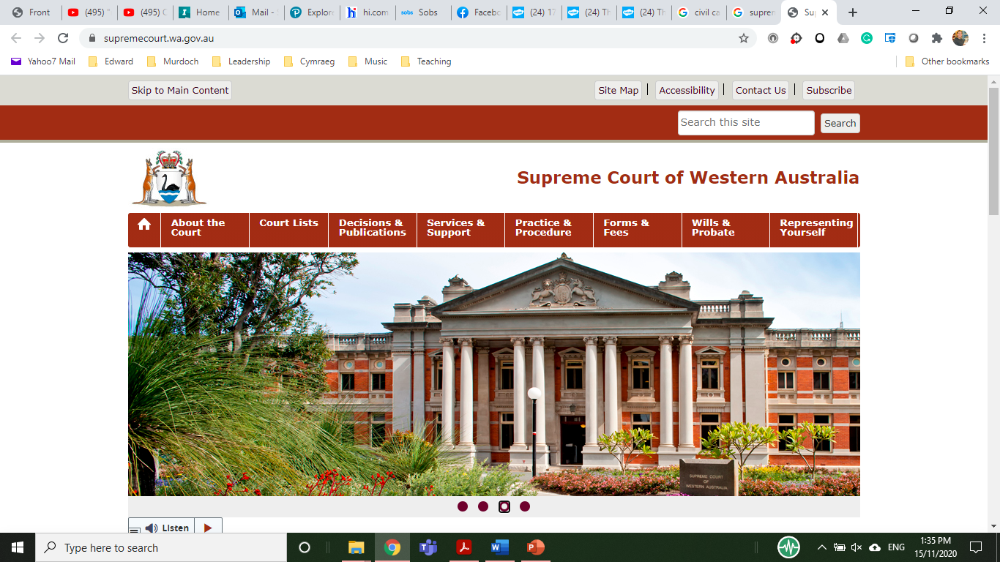 Front
(495) "
(495) C
Home
Mail - S
Explore
hi.com
sobs Sobs
Facebo
(24) 17
(24) Th
(24) Th
civil ca
suprem
Su
supremecourt.wa.gov.au
Yahoo7 Mail
Edward
Murdoch
Leadership
Cymraeg
Music
Teaching
Other bookmarks
Skip to Main Content
Site Map
Accessibility
Contact Us
Subscribe
Search this site
Search
Supreme Court of Western Australia
About the
Court
Court Lists
Decisions &
Publications
Services &
Support
Practice &
Procedure
Forms &
Fees
Wills &
Probate
Representing
Yourself
SUPREME COURT
OF
WESTERN AUSTRALIA
Listen
Type here to search
ENG
1:35 PM
15/11/2020